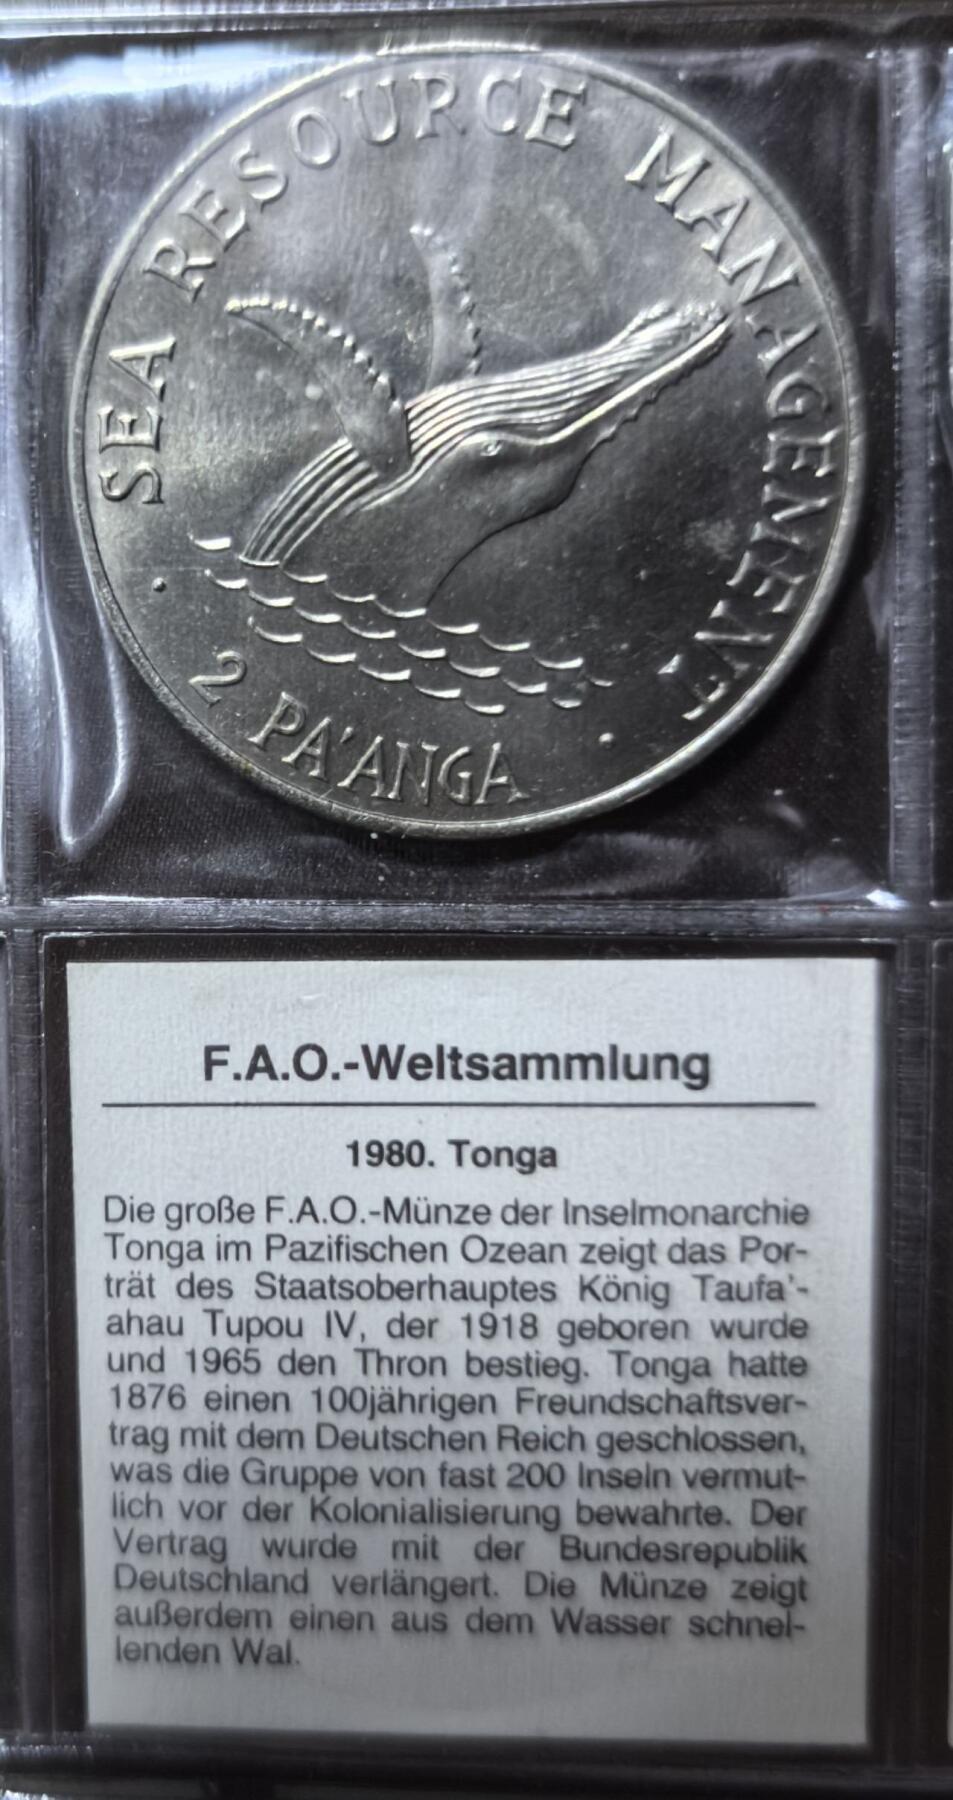 SEA RESOURCE MANAGEMENT
2 PA'ANGA
F.A.O.-Weltsammlung
1980. Tonga
Die große F.A.O.-Münze der Inselmonarchie
Tonga im Pazifischen Ozean zeigt das Por-
trät des Staatsoberhauptes König Taufa'-
ahau Tupou IV, der 1918 geboren wurde
und 1965 den Thron bestieg. Tonga hatte
1876 einen 100jährigen Freundschaftsver-
trag mit dem Deutschen Reich geschlossen,
was die Gruppe von fast 200 Inseln vermut-
lich vor der Kolonialisierung bewahrte. Der
Vertrag wurde mit der Bundesrepublik
Deutschland verlängert. Die Münze zeigt
außerdem einen aus dem Wasser schnel-
lenden Wal.